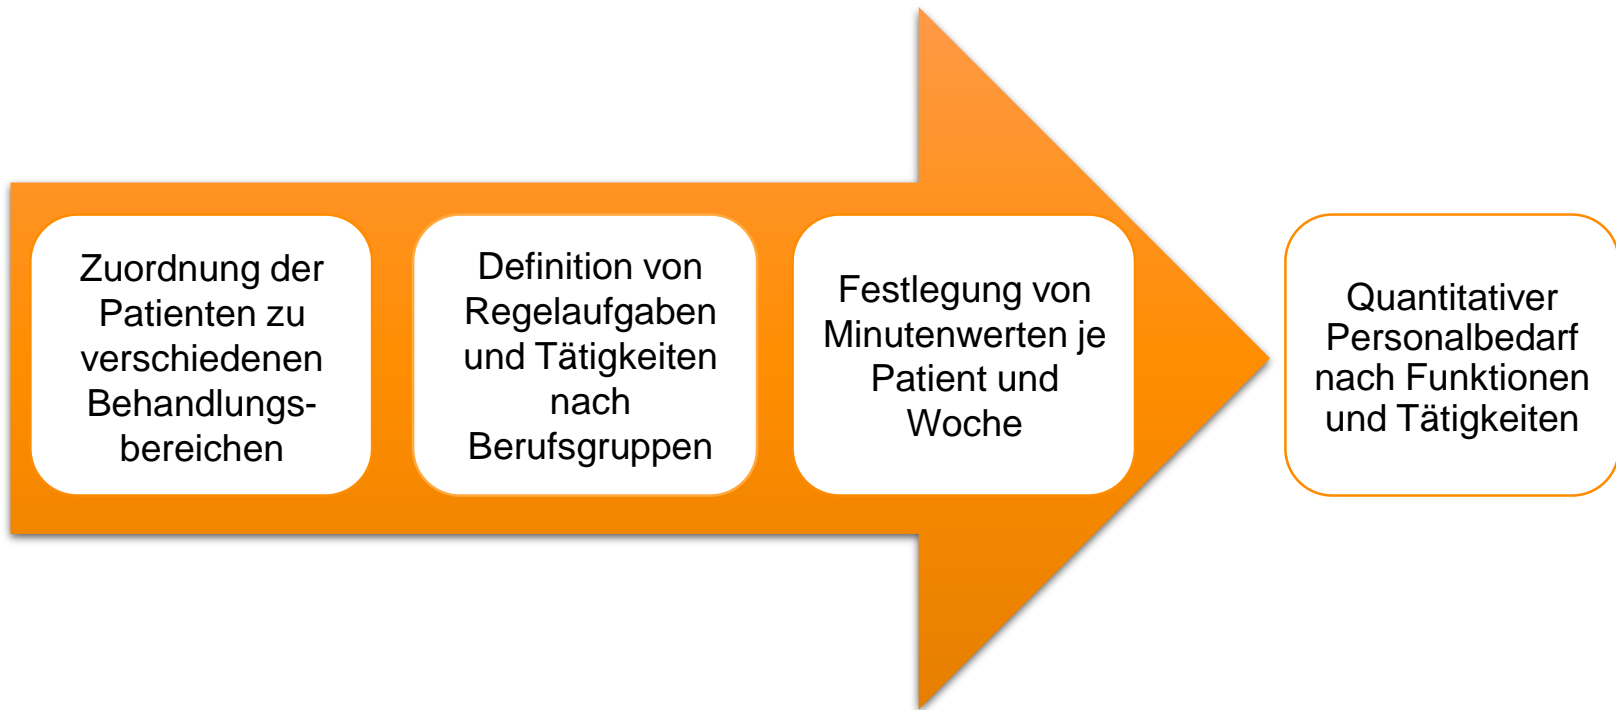 Zuordnung der
Patienten zu
verschiedenen
Behandlungs-
bereichen
Definition von
Regelaufgaben
und Tätigkeiten
nach
Berufsgruppen
Festlegung von
Minutenwerten je
Patient und
Woche
Quantitativer
Personalbedarf
nach Funktionen
und Tätigkeiten